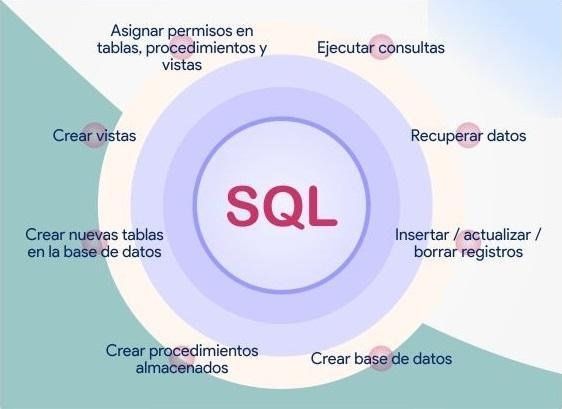 Asignar permisos en
tablas, procedimientos y
vistas
Ejecutar consultas
Crear vistas
Recuperar datos
SQL
Crear nuevas tablas
en la base de datos
Insertar / actualizar /
borrar registros
Crear procedimientos
almacenados
Crear base de datos